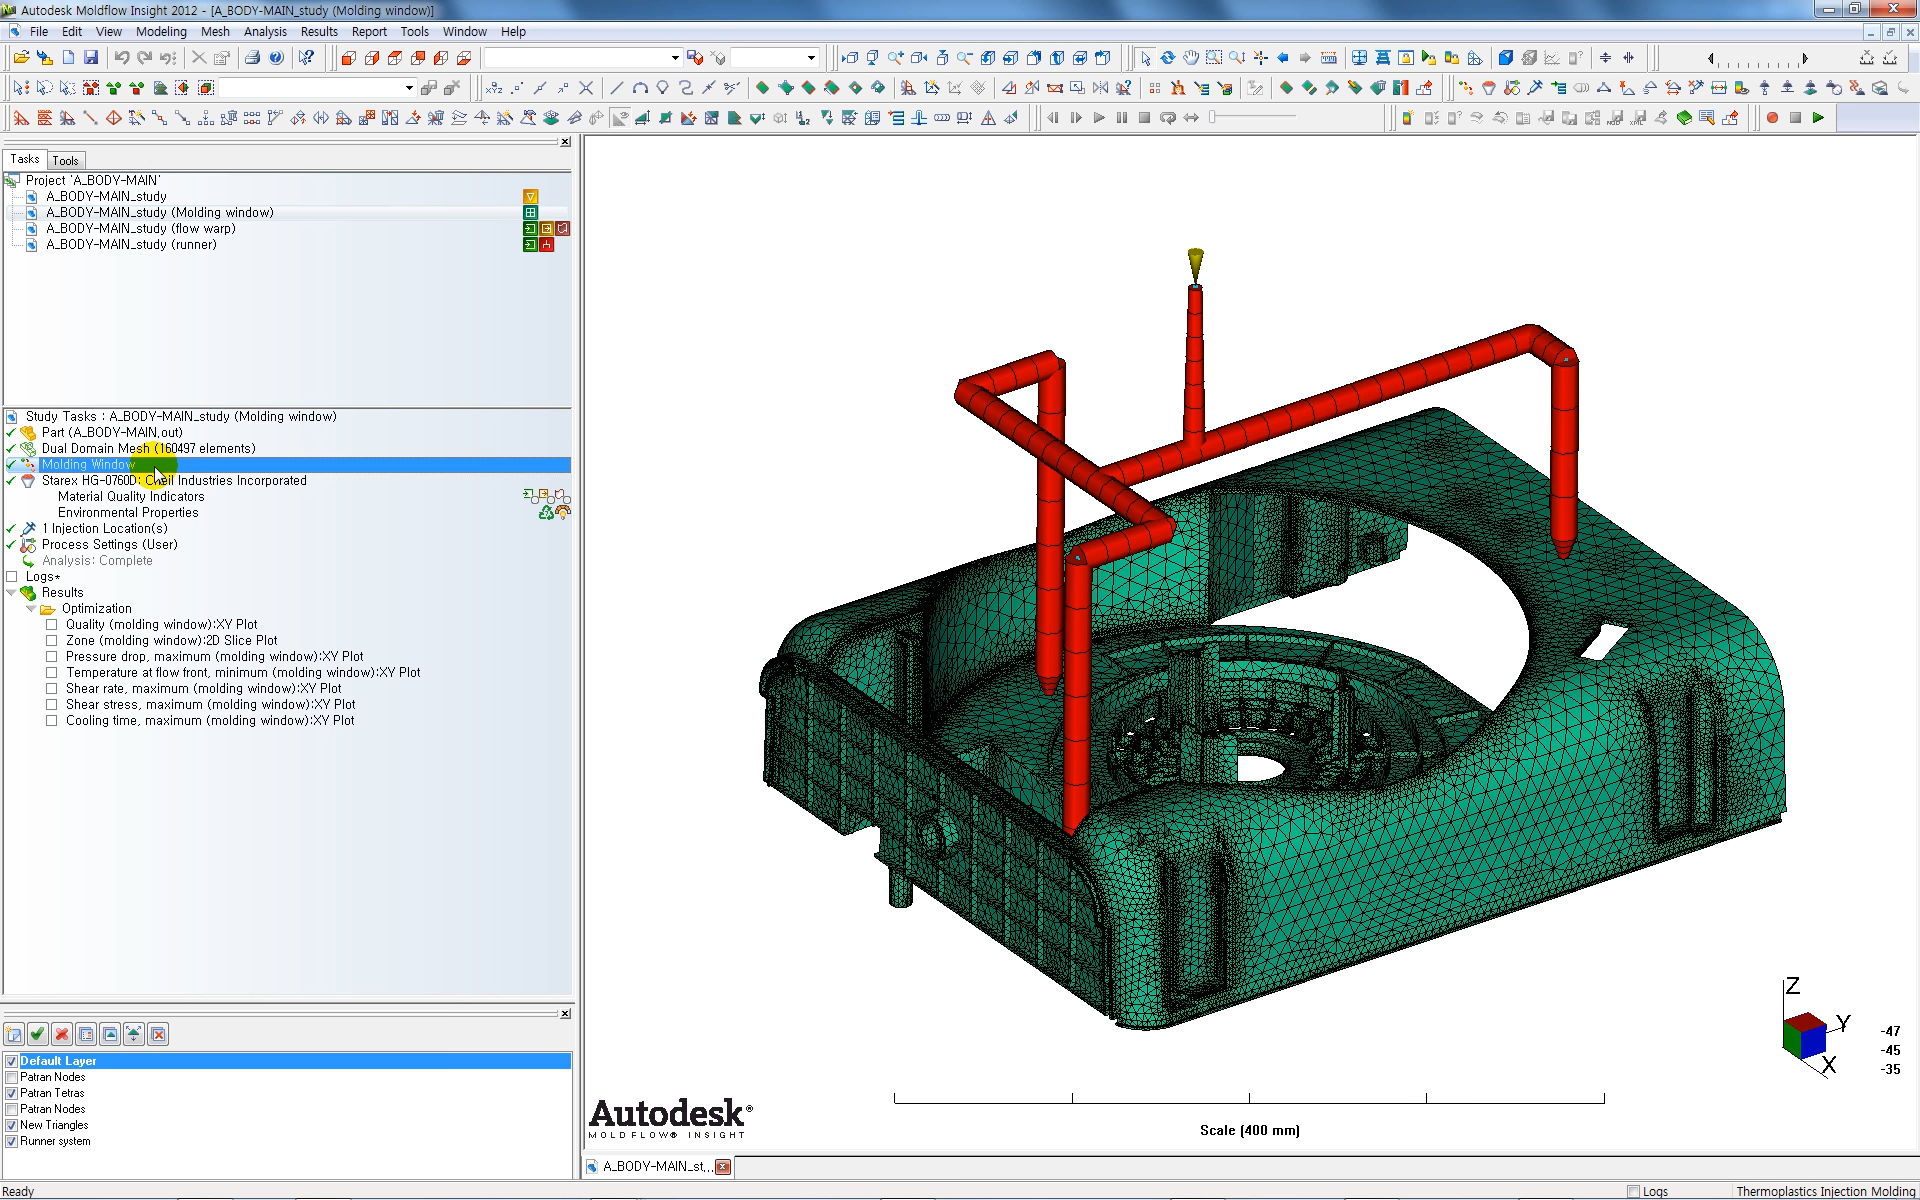 Autodesk Moldflow Insight 2012 - [A_BODY-MAIN_study (Molding window)]
File Edit View Modeling Mesh Analysis Results Report Tools Window Help
Tasks Tools
Project 'A_BODY-MAIN'
A_BODY-MAIN_study
A_BODY-MAIN_study (Molding window)
A_BODY-MAIN_study (flow warp)
A_BODY-MAIN_study (runner)
Study Tasks : A_BODY-MAIN_study (Molding window)
Part (A_BODY-MAIN.out)
Dual Domain Mesh (160497 elements)
Molding Window
Starex HG-0760D: Cheil Industries Incorporated
Material Quality Indicators
Environmental Properties
1 Injection Location(s)
Process Settings (User)
Analysis: Complete
Logs*
Results
Optimization
Quality (molding window):XY Plot
Zone (molding window):2D Slice Plot
Pressure drop, maximum (molding window):XY Plot
Temperature at flow front, minimum (molding window):XY Plot
Shear rate, maximum (molding window):XY Plot
Shear stress, maximum (molding window):XY Plot
Cooling time, maximum (molding window):XY Plot
Default Layer
Patran Nodes
Patran Tetras
Patran Nodes
New Triangles
Runner system
Z
Y
X
-47
-45
-35
Autodesk®
MOLDFLOW® INSIGHT
Scale (400 mm)
A_BODY-MAIN_st...
Ready
Logs
Thermoplastics Injection Molding